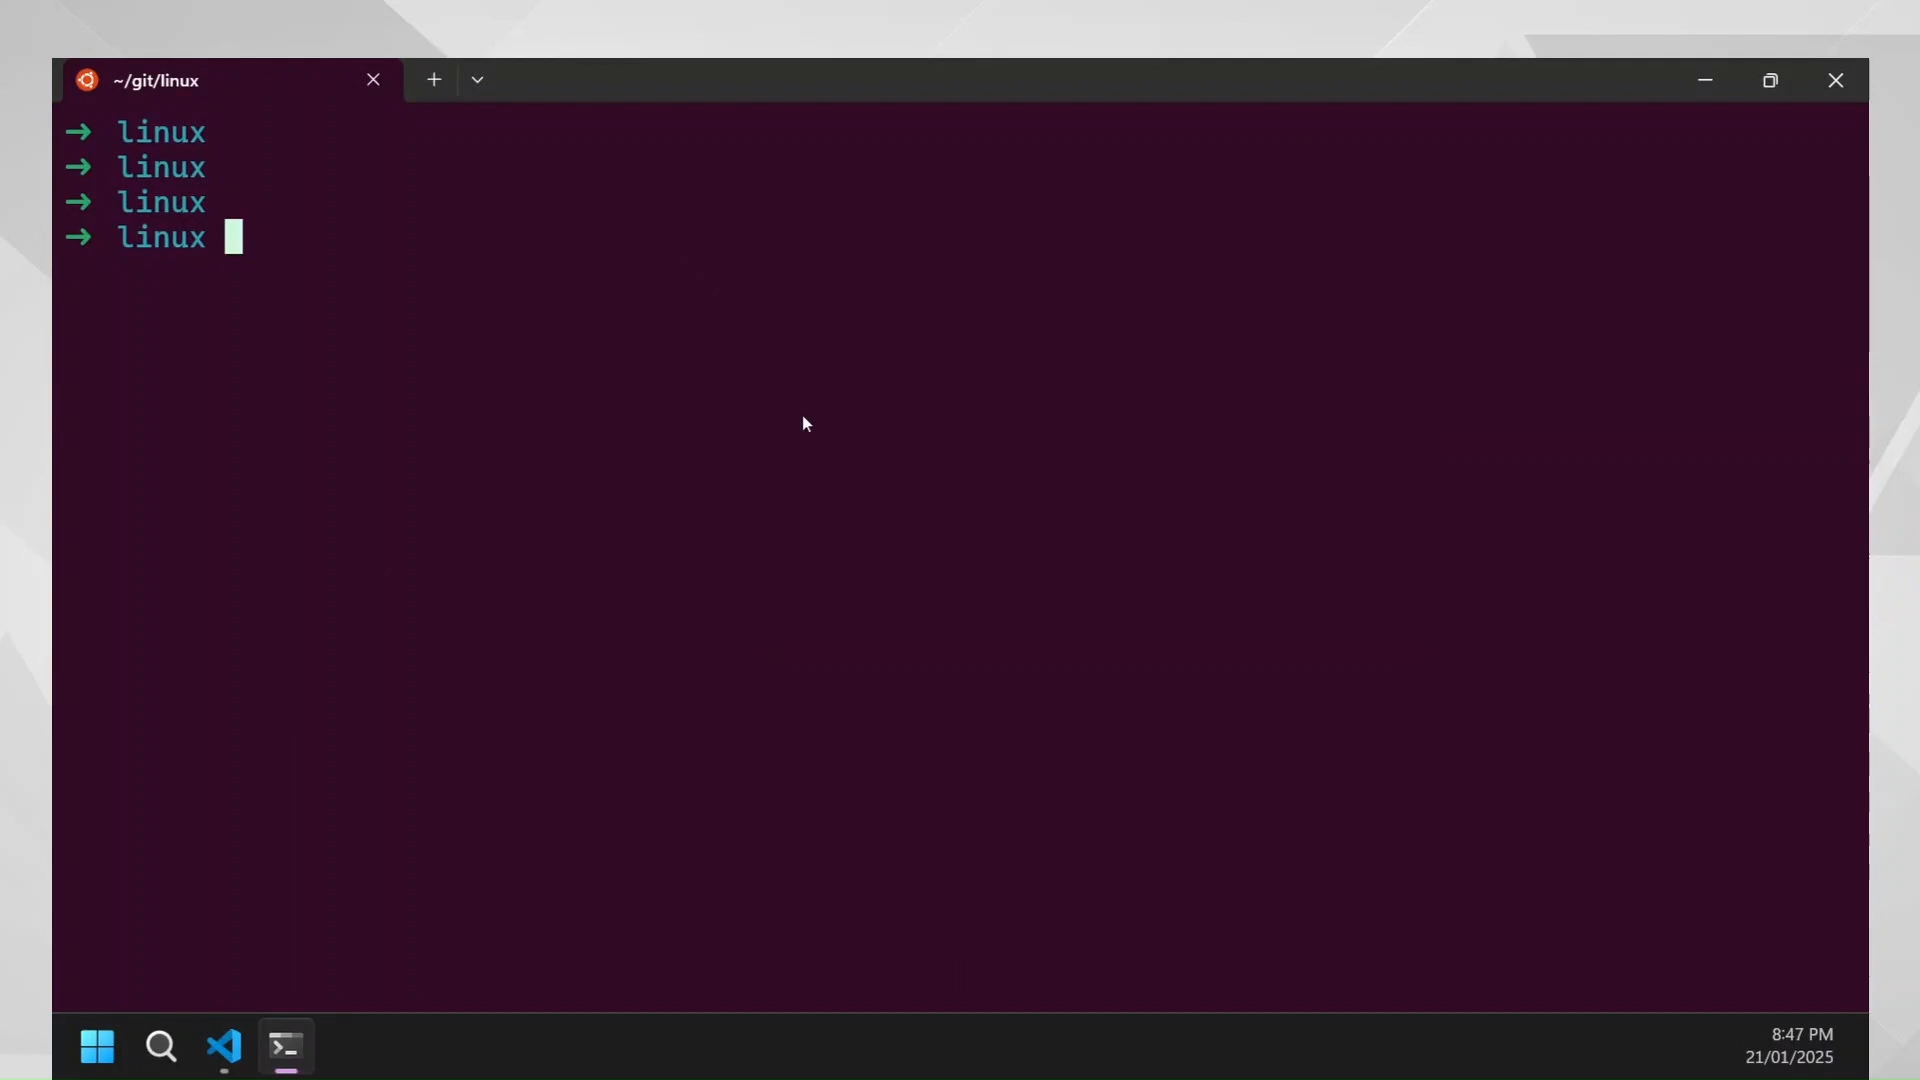 ~/git/linux
→ linux
→ linux
→ linux
→ linux
8:47 PM
21/01/2025